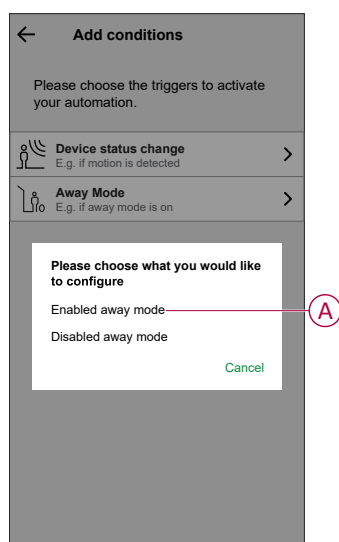 Add conditions
Please choose the triggers to activate
your automation.
Device status change
E.g. if motion is detected
Away Mode
E.g. if away mode is on
Please choose what you would like
to configure
Enabled away mode
A
Disabled away mode
Cancel